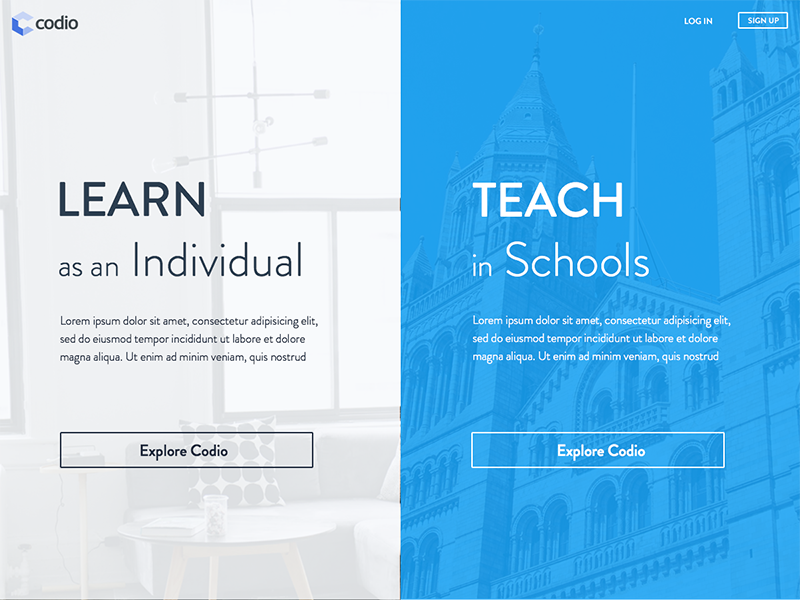 codio
LOG IN
SIGN UP
LEARN
as an Individual
Lorem ipsum dolor sit amet, consectetur adipisicing elit,
sed do eiusmod tempor incididunt ut labore et dolore
magna aliqua. Ut enim ad minim veniam, quis nostrud
Explore Codio
TEACH
in Schools
Lorem ipsum dolor sit amet, consectetur adipisicing elit,
sed do eiusmod tempor incididunt ut labore et dolore
magna aliqua. Ut enim ad minim veniam, quis nostrud
Explore Codio